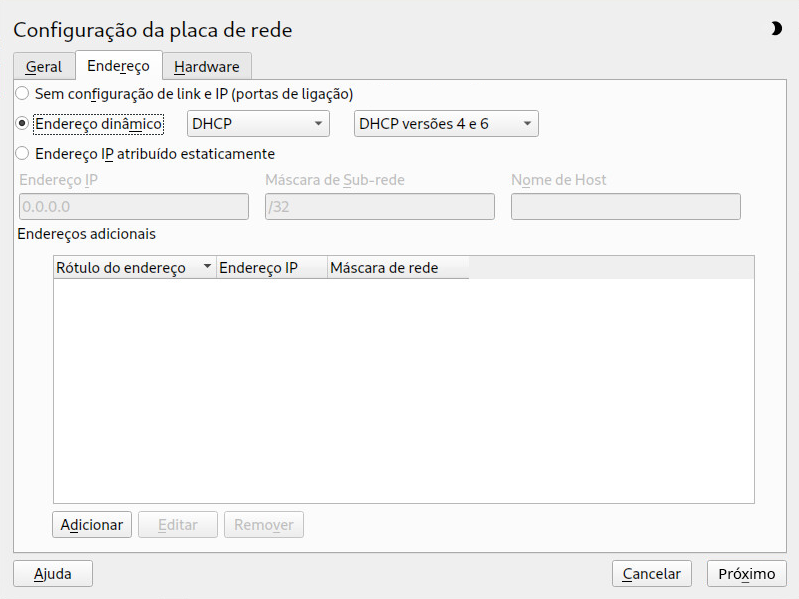 Configuração da placa de rede
Geral Endereço Hardware
Sem configuração de link e IP (portas de ligação)
Endereço dinâmico DHCP DHCP versões 4 e 6
Endereço IP atribuído estaticamente
Endereço IP Máscara de Sub-rede Nome de Host
0.0.0.0 /32
Endereços adicionais
Rótulo do endereço Endereço IP Máscara de rede
Adicionar Editar Remover
Ajuda Cancelar Próximo